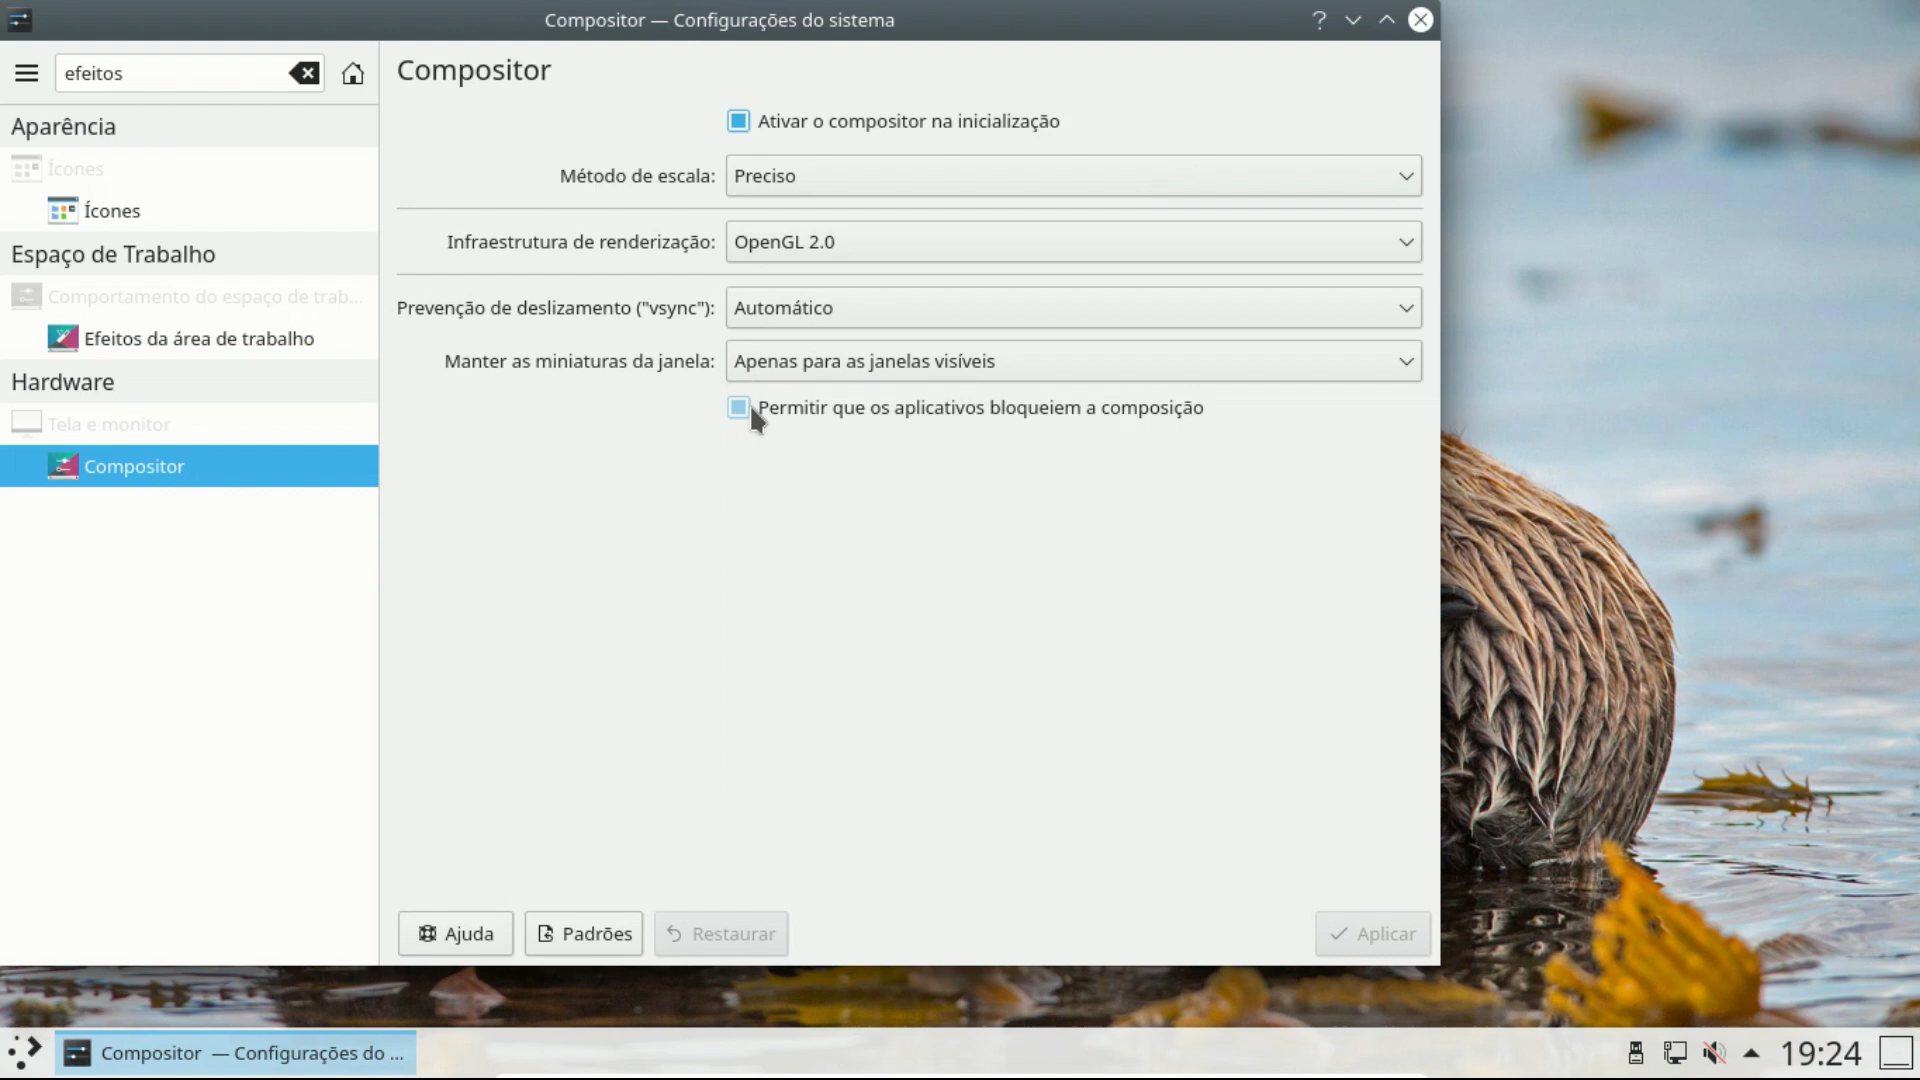 Compositor — Configurações do sistema
efeitos
Aparência
Ícones
Ícones
Espaço de Trabalho
Comportamento do espaço de trab...
Efeitos da área de trabalho
Hardware
Tela e monitor
Compositor
Compositor
Ativar o compositor na inicialização
Método de escala: Preciso
Infraestrutura de renderização: OpenGL 2.0
Prevenção de deslizamento ("vsync"): Automático
Manter as miniaturas da janela: Apenas para as janelas visíveis
Permitir que os aplicativos bloqueiem a composição
Ajuda Padrões Restaurar Aplicar
Compositor — Configurações do ... 19:24